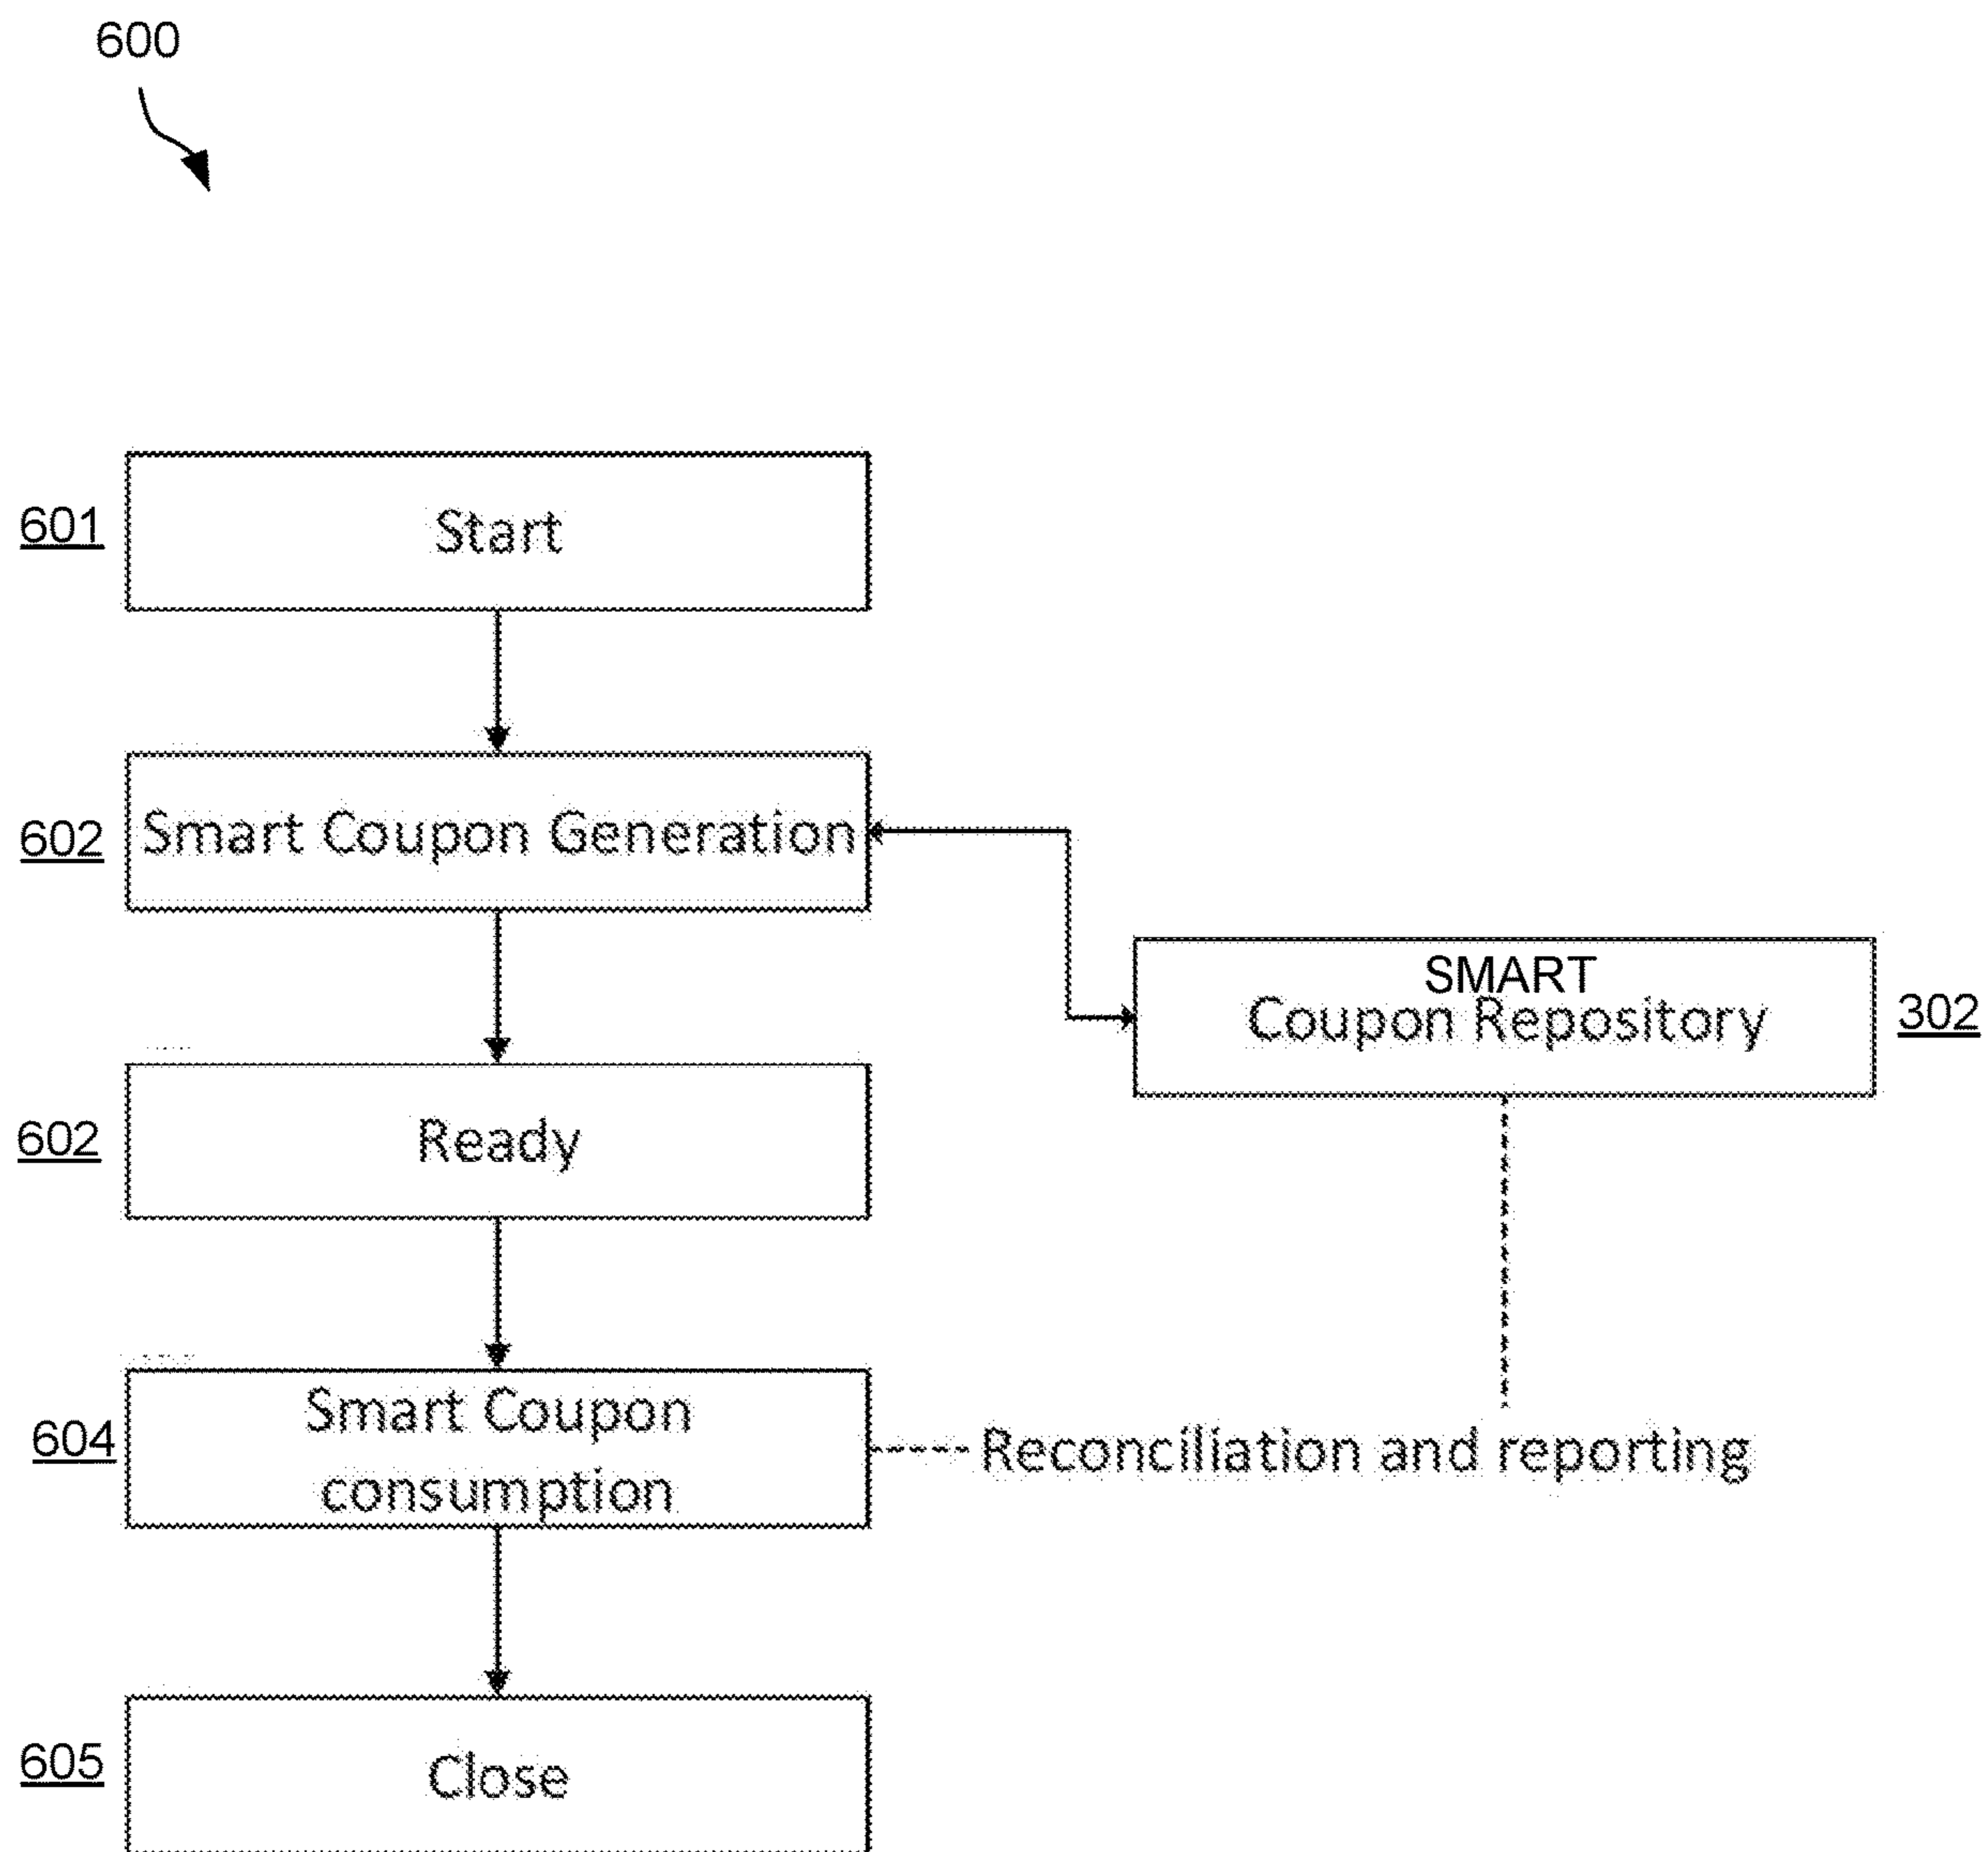 600
601
Start
602
Smart Coupon Generation
SMART
Coupon Repository
302
602
Ready
604
Smart Coupon
consumption
Reconciliation and reporting
605
Close